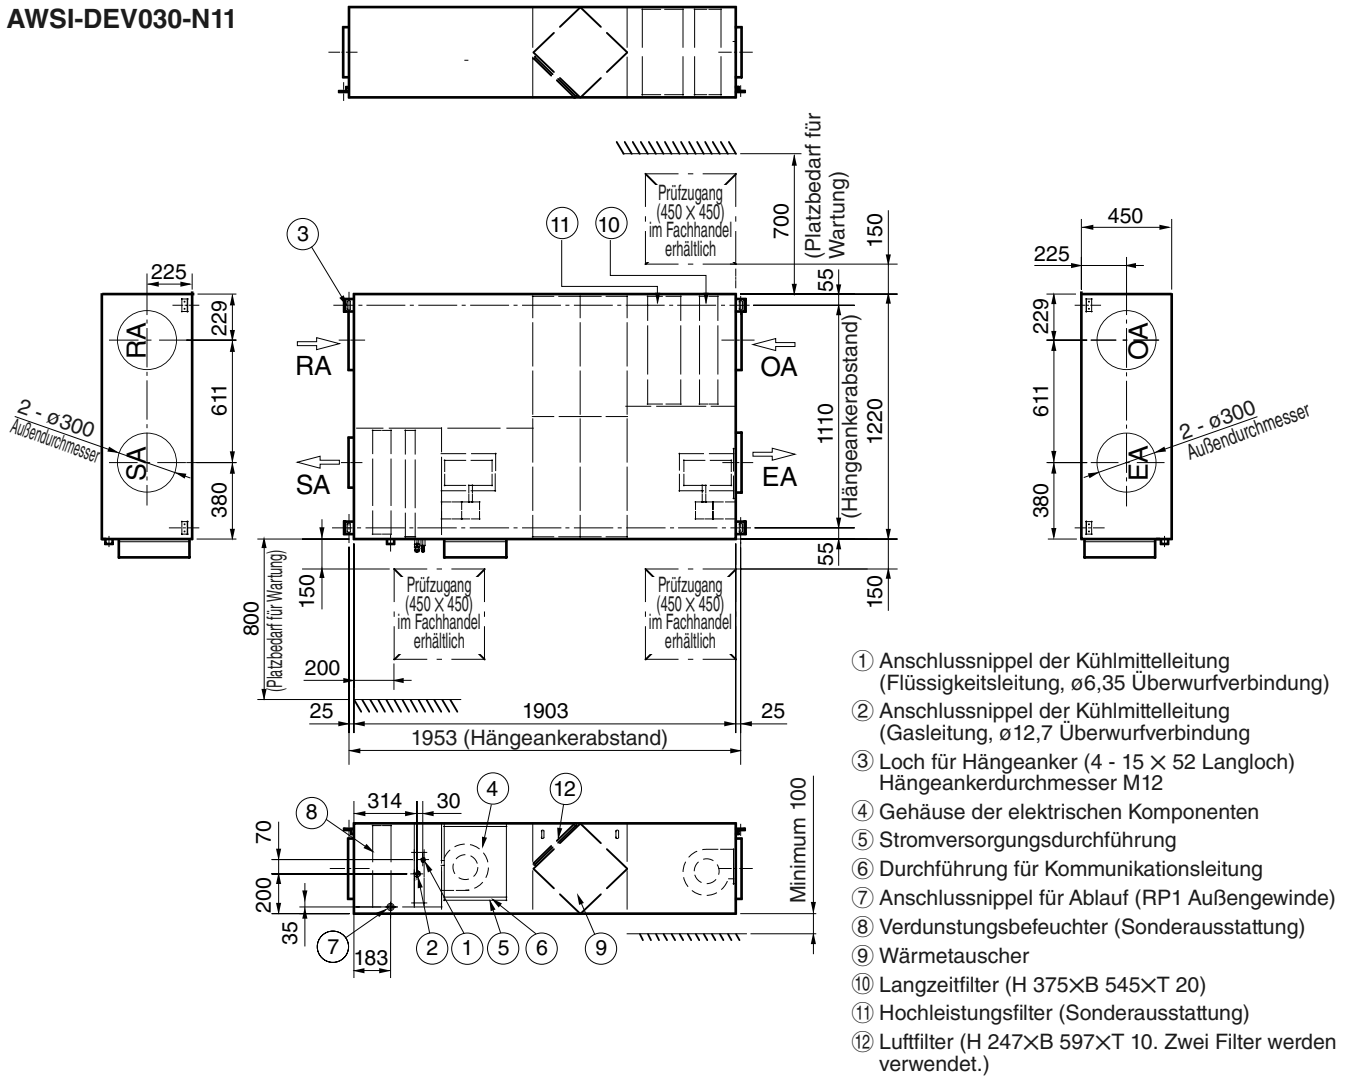 AWSI-DEV030-N11
Prüfzugang
(450 X 450)
im Fachhandel
erhältlich
700
(Platzbedarf für
Wartung)
150
3
11
10
450
225
225
55
229
229
RA
RA
OA
OA
611
611
(Hängeankerabstand)
1110
1220
2 - ø300
Außendurchmesser
2 - ø300
Außendurchmesser
SA
SA
EA
EA
380
380
55
150
150
800
(Platzbedarf für Wartung)
Prüfzugang
(450 X 450)
im Fachhandel
erhältlich
Prüfzugang
(450 X 450)
im Fachhandel
erhältlich
200
25
1903
25
1953 (Hängeankerabstand)
314
30
4
12
8
70
200
35
Minimum 100
7
2
1
5
6
9
183
① Anschlussnippel der Kühlmittelleitung
(Flüssigkeitsleitung, ø6,35 Überwurfverbindung)
② Anschlussnippel der Kühlmittelleitung
(Gasleitung, ø12,7 Überwurfverbindung
③ Loch für Hängeanker (4 - 15 X 52 Langloch)
Hängeankerdurchmesser M12
④ Gehäuse der elektrischen Komponenten
⑤ Stromversorgungsdurchführung
⑥ Durchführung für Kommunikationsleitung
⑦ Anschlussnippel für Ablauf (RP1 Außengewinde)
⑧ Verdunstungsbefeuchter (Sonderausstattung)
⑨ Wärmetauscher
⑩ Langzeitfilter (H 375XB 545XT 20)
⑪ Hochleistungsfilter (Sonderausstattung)
⑫ Luftfilter (H 247XB 597XT 10. Zwei Filter werden
verwendet.)